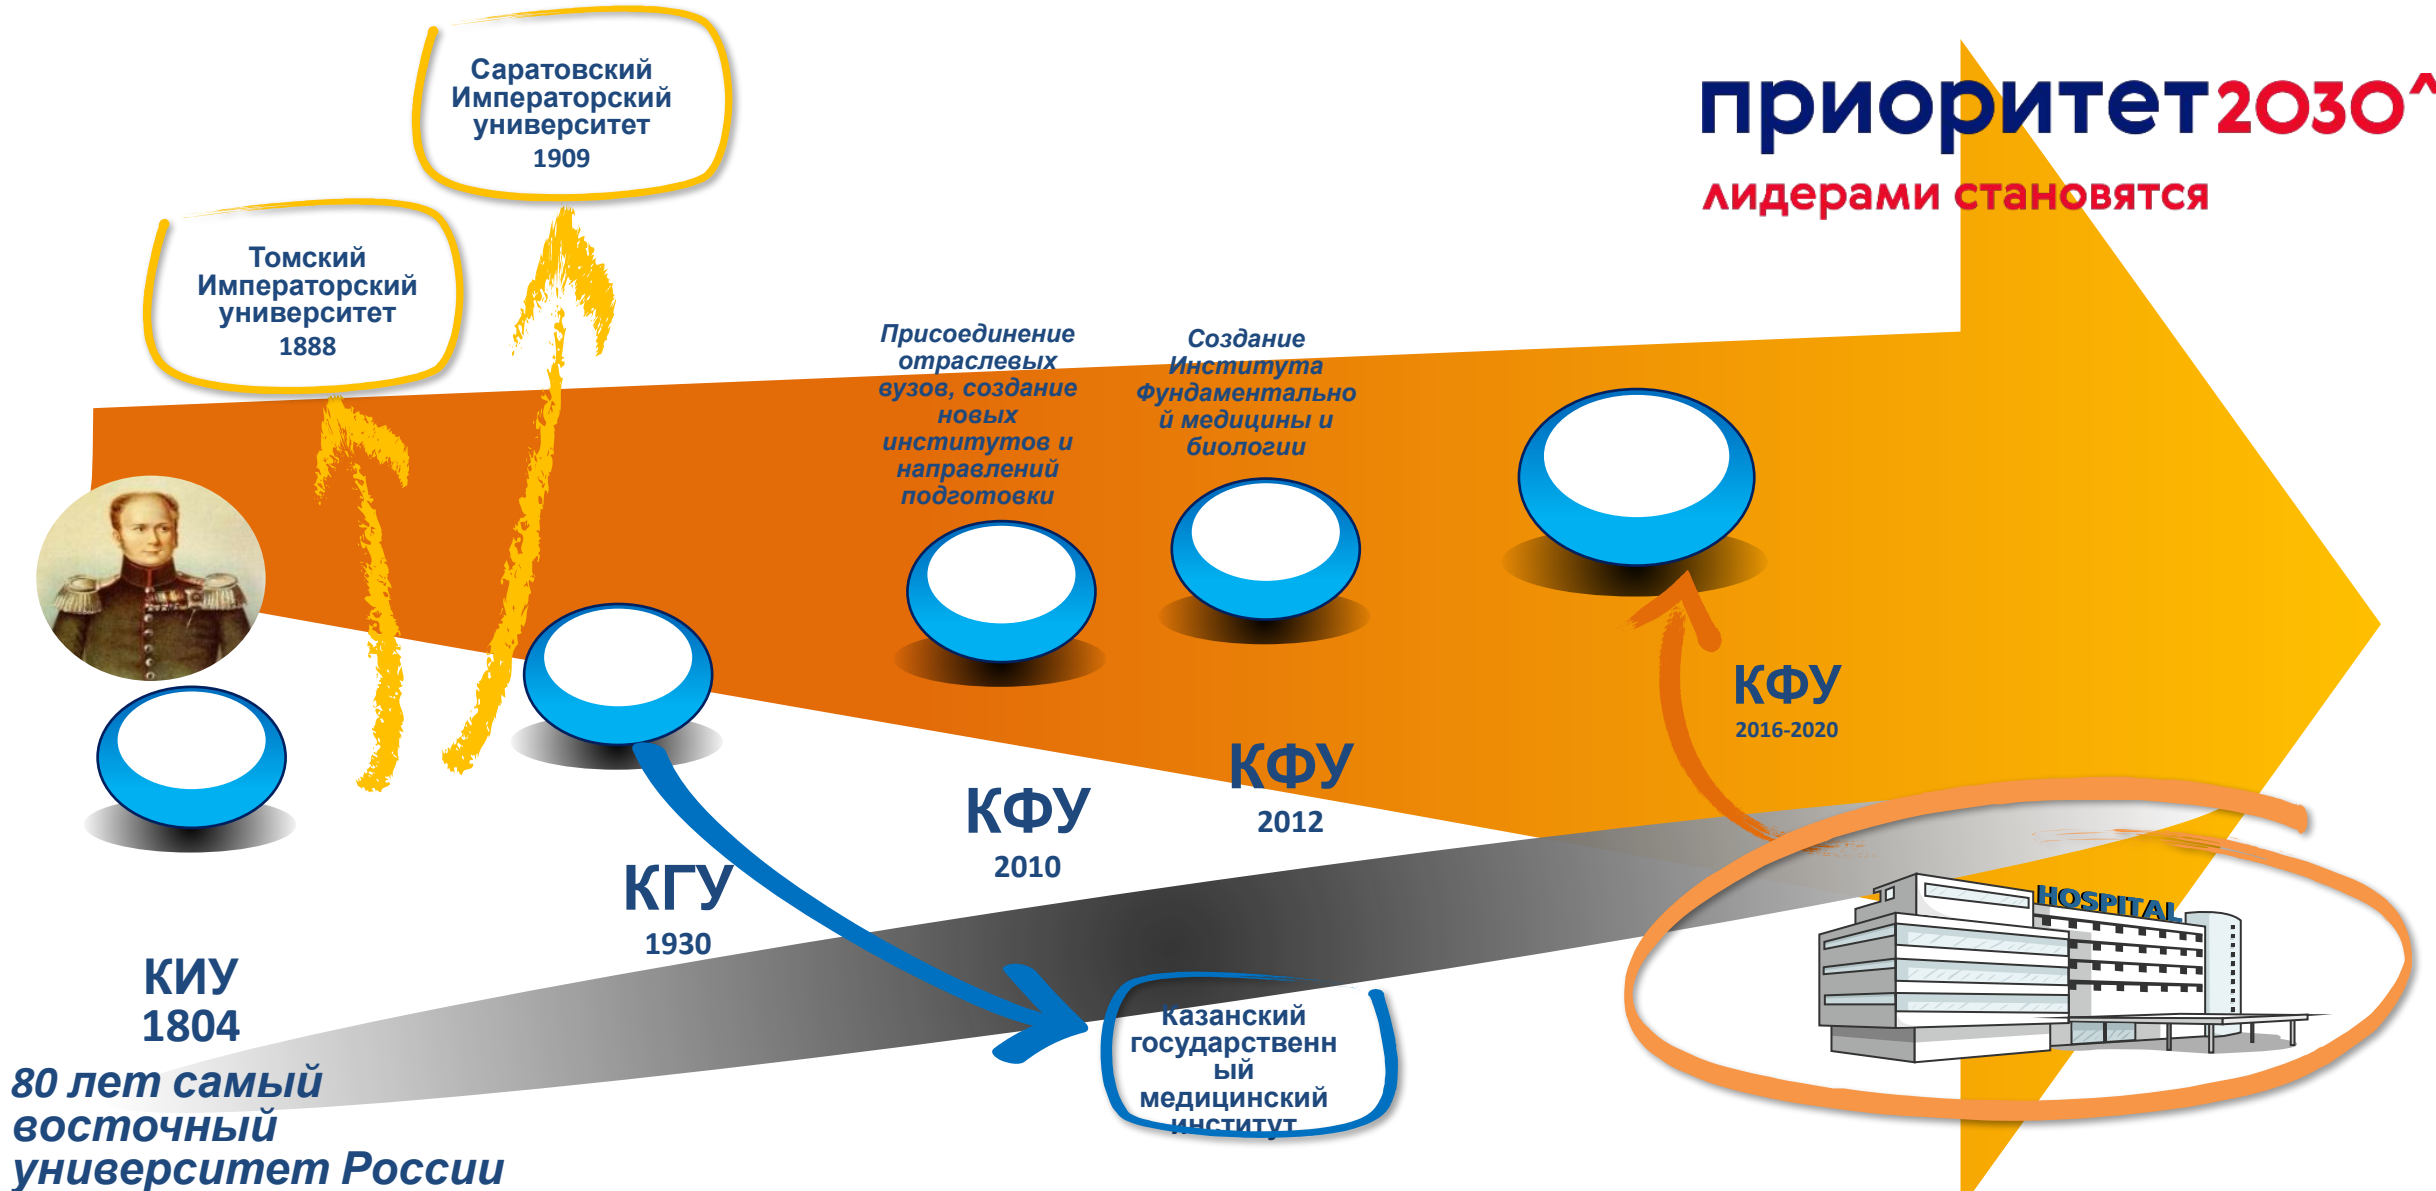 Саратовский
Императорский
университет
1909
приоритет2030^
лидерами становятся
Томский
Императорский
университет
1888
Присоединение
отраслевых
вузов, создание
новых
институтов и
направлений
подготовки
Создание
Института
Фундаментально
й медицины и
биологии
КФУ
2016-2020
КФУ
2012
КФУ
2010
КГУ
1930
HOSPITAL
КИУ
1804
80 лет самый
восточный
университет России
Казанский
государственн
ый
медицинский
институт